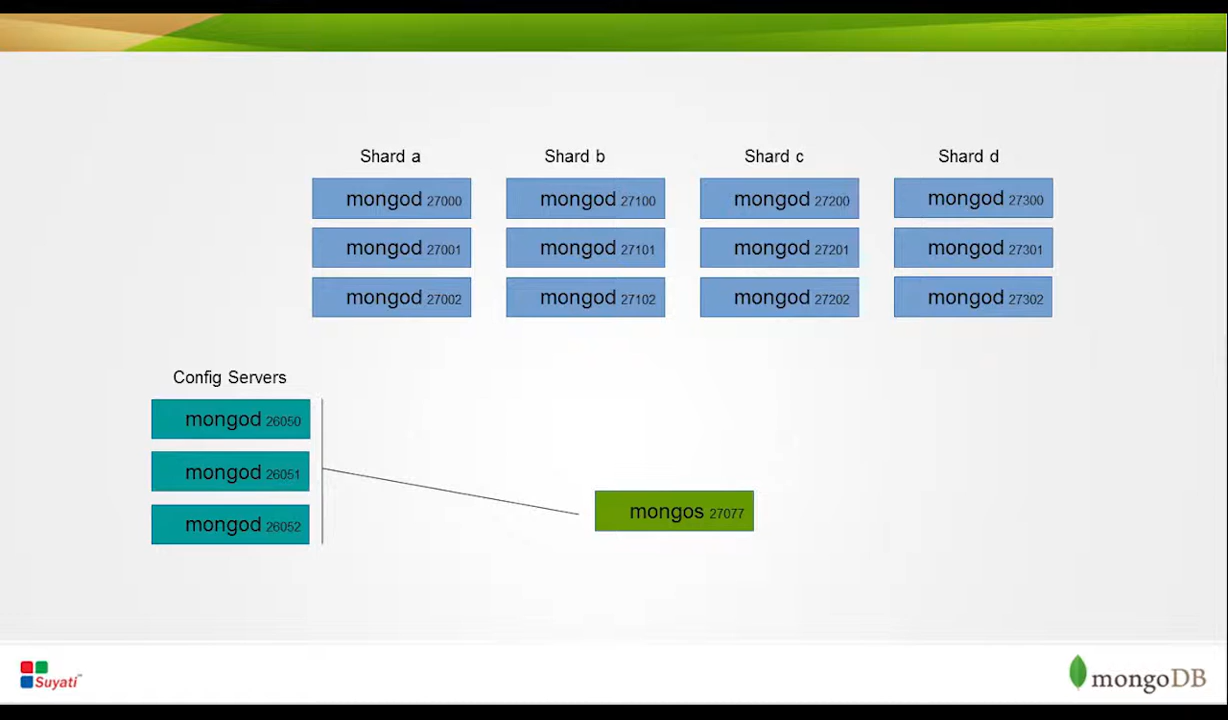 Shard a Shard b Shard c Shard d
mongod 27000 mongod 27100 mongod 27200 mongod 27300
mongod 27001 mongod 27101 mongod 27201 mongod 27301
mongod 27002 mongod 27102 mongod 27202 mongod 27302
Config Servers
mongod 26050
mongod 26051
mongos 27077
mongod 26052
Suyati™
mongoDB